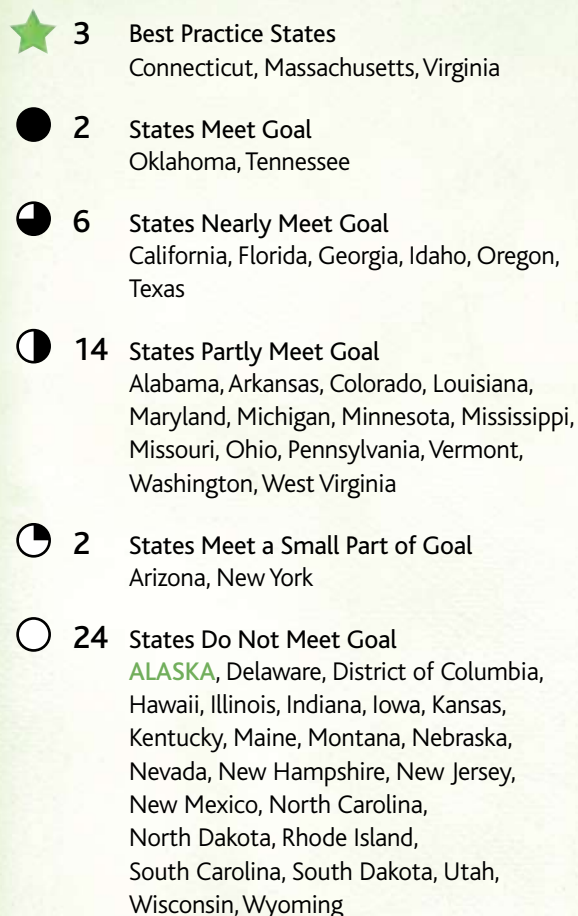 3 Best Practice States
Connecticut, Massachusetts, Virginia
2 States Meet Goal
Oklahoma, Tennessee
6 States Nearly Meet Goal
California, Florida, Georgia, Idaho, Oregon,
Texas
14 States Partly Meet Goal
Alabama, Arkansas, Colorado, Louisiana,
Maryland, Michigan, Minnesota, Mississippi,
Missouri, Ohio, Pennsylvania, Vermont,
Washington, West Virginia
2 States Meet a Small Part of Goal
Arizona, New York
24 States Do Not Meet Goal
ALASKA, Delaware, District of Columbia,
Hawaii, Illinois, Indiana, Iowa, Kansas,
Kentucky, Maine, Montana, Nebraska,
Nevada, New Hampshire, New Jersey,
New Mexico, North Carolina,
North Dakota, Rhode Island,
South Carolina, South Dakota, Utah,
Wisconsin, Wyoming